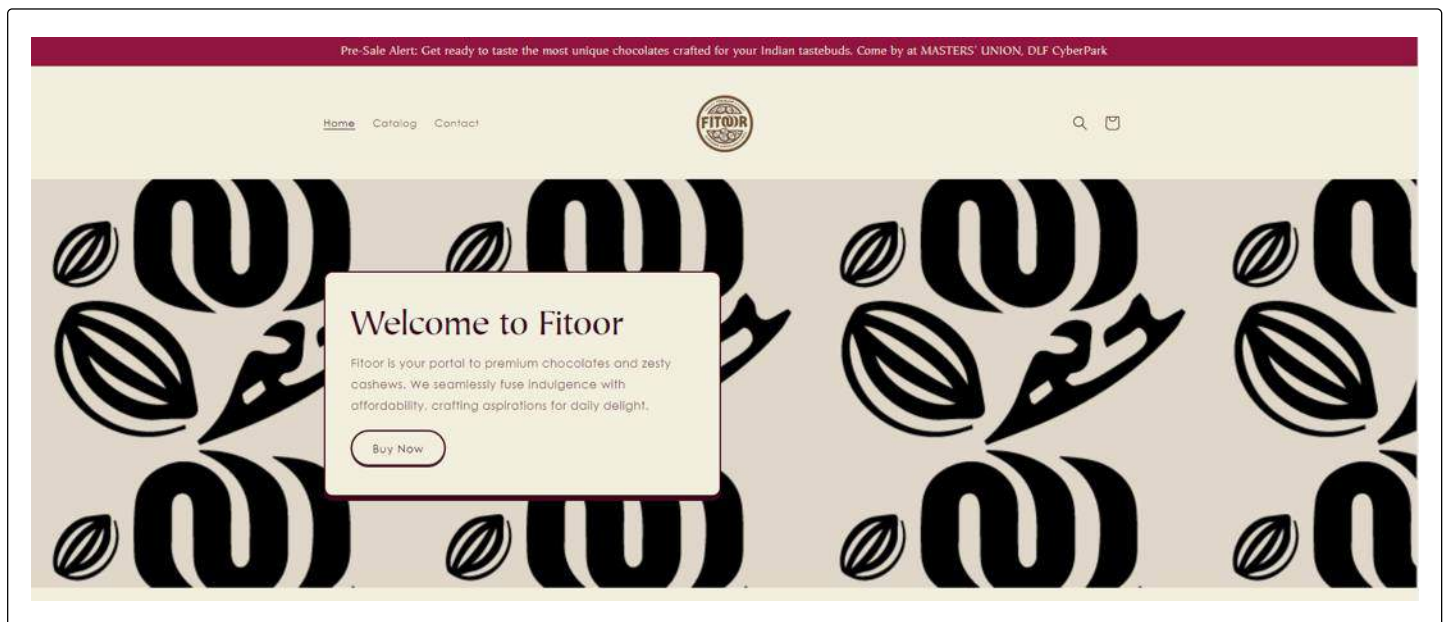 Pre-Sale Alert: Get ready to taste the most unique chocolates crafted for your Indian tastebuds. Come by at MASTERS' UNION, DLF CyberPark
Home Catalog Contact
FITOOR
Welcome to Fitoor
Fitoor is your portal to premium chocolates and zesty
cashews. We seamlessly fuse indulgence with
affordability, crafting aspirations for daily delight.
Buy Now